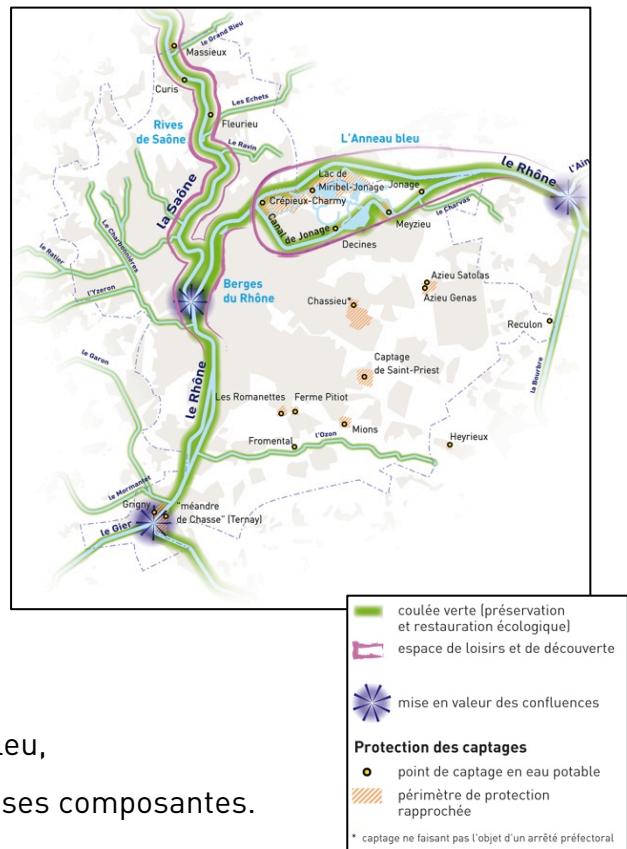 le Grand Rieu
Massieux
Curis
Les Echets
Fleurieu
Rives
de Saône
Le Ravin
L'Anneau bleu
la Saône
Lac de
Miribel-Jonage
Jonage
le Rhône
l'Ain
Crépieux-Charmy
Canal de Jonage
Meyzieu
le Charvas
Decines
Le Charbonnières
le Ratier
l'Yzeron
Berges
du Rhône
Azieu Satolas
Azieu Genas
Chassieu*
Reculon
la Bourbre
le Garon
le Rhône
Captage
de Saint-Priest
Les Romanettes
Ferme Pitiot
Mions
Fromental
l'Ozon
Heyrieux
le Mornantet
Grigny
"méandre
de Chasse" (Ternay)
le Gier
coulée verte (préservation
et restauration écologique)
espace de loisirs et de découverte
mise en valeur des confluences
Protection des captages
point de captage en eau potable
périmètre de protection
rapprochée
* captage ne faisant pas l'objet d'un arrêté préfectoral
leu,
ses composantes.